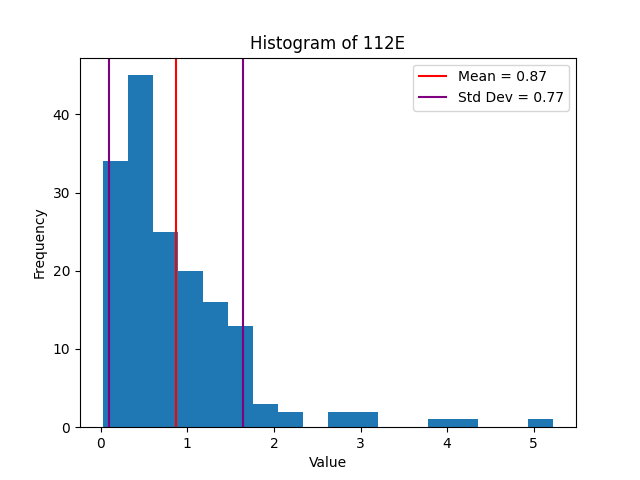 Histogram of 112E
Mean = 0.87
Std Dev = 0.77
Frequency
40
30
20
10
0
0 1 2 3 4 5
Value